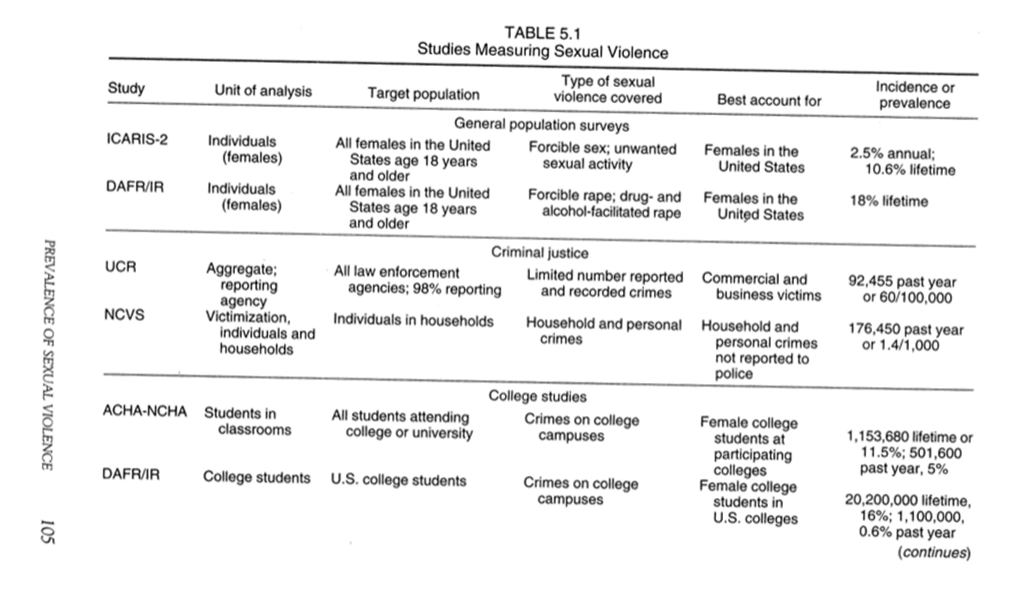 TABLE 5.1
Studies Measuring Sexual Violence
Study Unit of analysis Target population Type of sexual violence covered Best account for Incidence or prevalence
General population surveys
ICARIS-2 Individuals (females) All females in the United States age 18 years and older Forcible sex; unwanted sexual activity Females in the United States 2.5% annual; 10.6% lifetime
DAFR/IR Individuals (females) All females in the United States age 18 years and older Forcible rape; drug- and alcohol-facilitated rape Females in the United States 18% lifetime
Criminal justice
UCR Aggregate; reporting agency All law enforcement agencies; 98% reporting Limited number reported and recorded crimes Commercial and business victims 92,455 past year or 60/100,000
NCVS Victimization, individuals and households Individuals in households Household and personal crimes Household and personal crimes not reported to police 176,450 past year or 1.4/1,000
College studies
ACHA-NCHA Students in classrooms All students attending college or university Crimes on college campuses Female college students at participating colleges 1,153,680 lifetime or 11.5%; 501,600 past year, 5%
DAFR/IR College students U.S. college students Crimes on college campuses Female college students in U.S. colleges 20,200,000 lifetime, 16%; 1,100,000, 0.6% past year
(continues)
PREVALENCE OF SEXUAL VIOLENCE 105